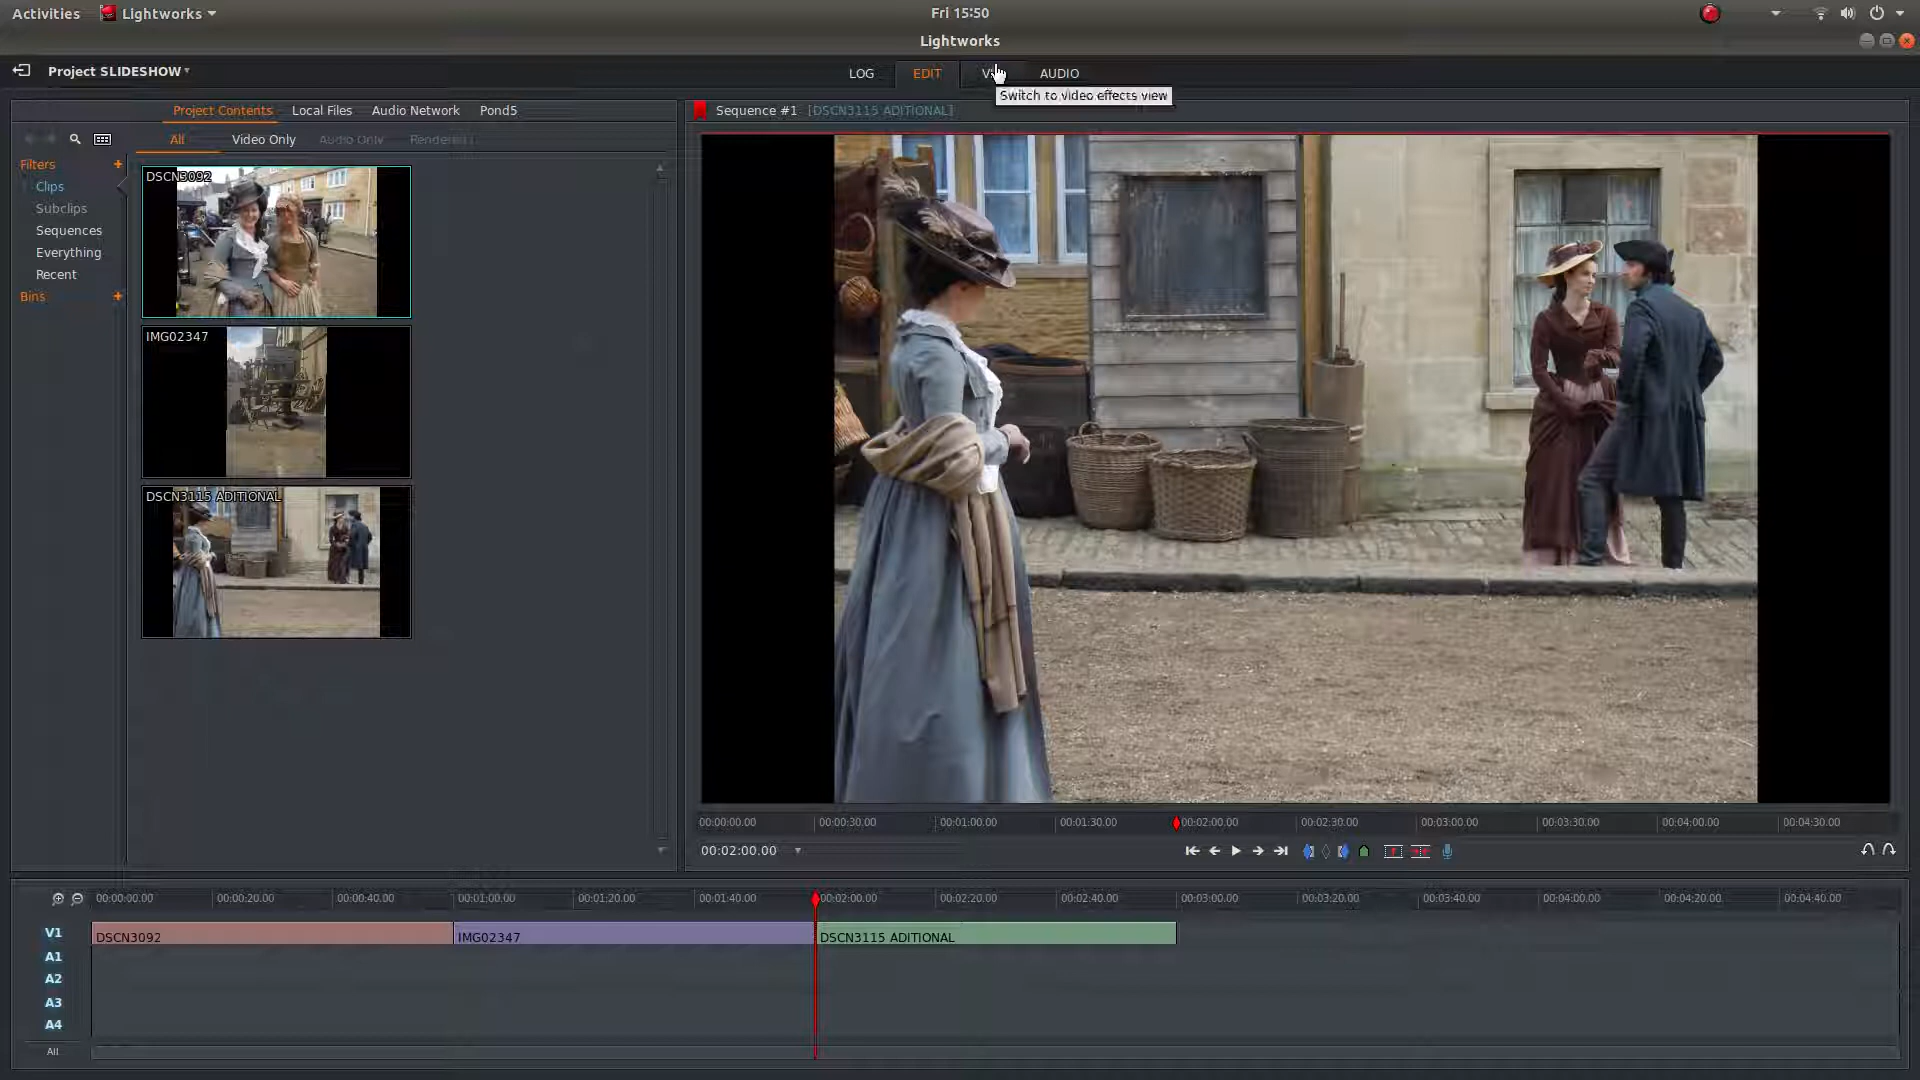 Activities Lightworks Fri 15:50
Lightworks
Project SLIDESHOW LOG EDIT AUDIO
Switch to video effects view
Project Contents Local Files Audio Network Pond5
Sequence #1 [DSCN3115 ADITIONAL]
All Video Only Audio Only Rendered
Filters +
Clips
Subclips
Sequences
Everything
Recent
Bins +
DSCN3092
IMG02347
DSCN3115 ADITIONAL
00:00:00.00 00:00:30.00 00:01:00.00 00:01:30.00 00:02:00.00 00:02:30.00 00:03:00.00 00:03:30.00 00:04:00.00 00:04:30.00
00:02:00.00
00:00:00.00 00:00:20.00 00:00:40.00 00:01:00.00 00:01:20.00 00:01:40.00 00:02:00.00 00:02:20.00 00:02:40.00 00:03:00.00 00:03:20.00 00:03:40.00 00:04:00.00 00:04:20.00 00:04:40.00
V1 DSCN3092 IMG02347 DSCN3115 ADITIONAL
A1
A2
A3
A4
All